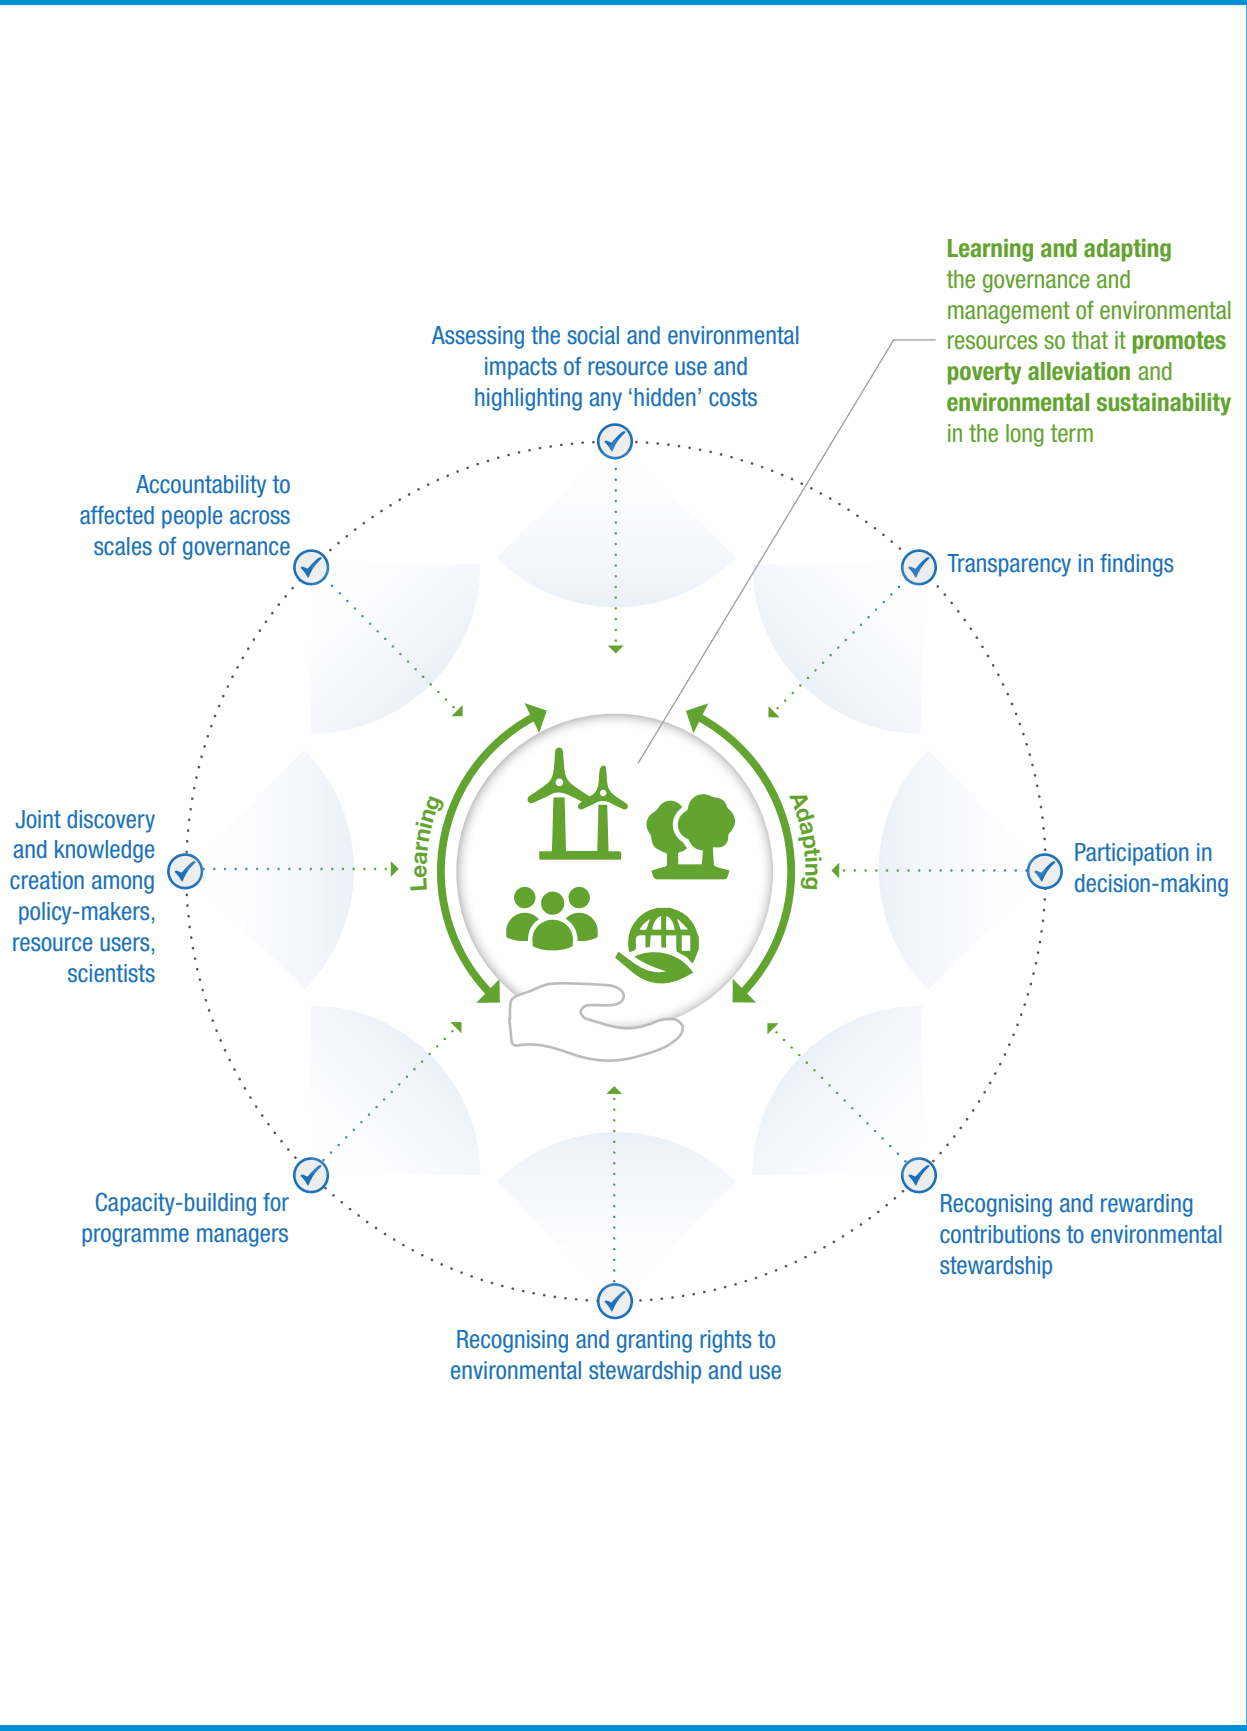 Learning and adapting
the governance and
management of environmental
resources so that it promotes
poverty alleviation and
environmental sustainability
in the long term
Assessing the social and environmental
impacts of resource use and
highlighting any ‘hidden’ costs
Accountability to
affected people across
scales of governance
Transparency in findings
Learning
Adapting
Joint discovery
and knowledge
creation among
policy-makers,
resource users,
scientists
Participation in
decision-making
Capacity-building for
programme managers
Recognising and rewarding
contributions to environmental
stewardship
Recognising and granting rights to
environmental stewardship and use